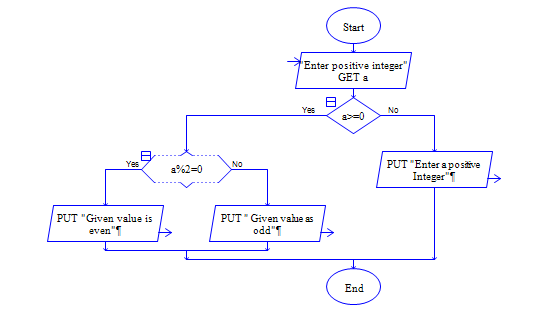 Start
"Enter positive integer"
GET a
Yes
a>=0
No
Yes
a%2=0
No
PUT "Enter a positive
Integer"¶
PUT "Given value is
even"¶
PUT "Given value as
odd"¶
End